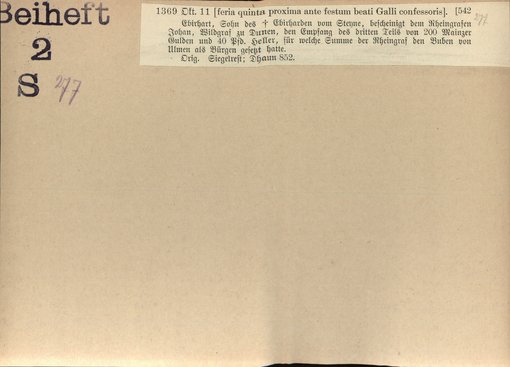 Beiheft
2
S 277
1369 Okt. 11 [feria quinta proxima ante festum beati Galli confessoris]. [542
277
Ebirhart, Sohn des † Ebirharden vom Steyne, bescheinigt dem Rheingrafen
Johan, Wildgraf zu Dunen, den Empfang des dritten Teils von 200 Mainzer
Gulden und 40 Pfd. Heller, für welche Summe der Rheingraf den Buben von
Ulmen als Bürgen gesetzt hatte.
Orig. Siegelrest; Dhaun 852.